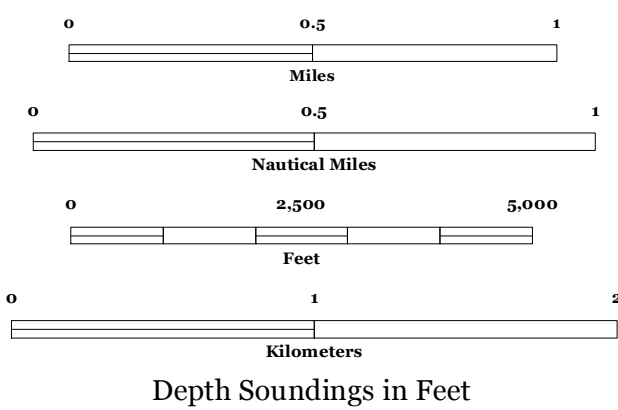 0 0.5 1
Miles
0 0.5 1
Nautical Miles
0 2,500 5,000
Feet
0 1 2
Kilometers
Depth Soundings in Feet